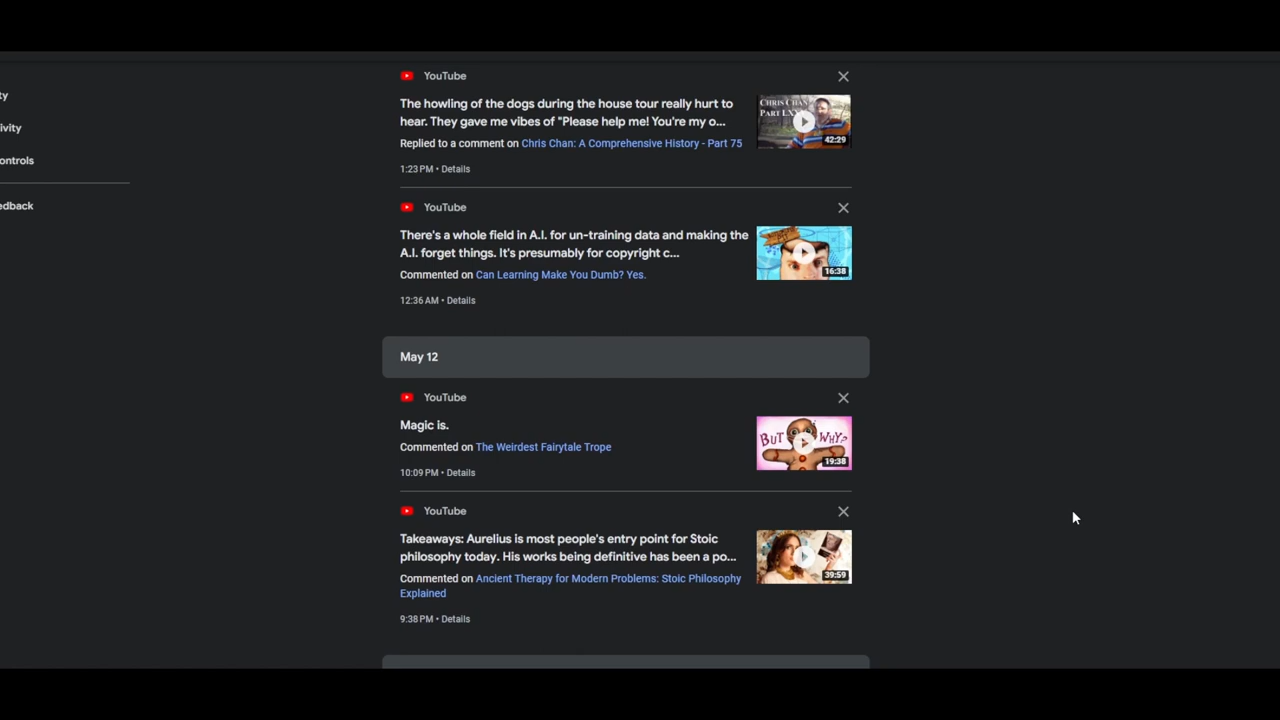 YouTube
The howling of the dogs during the house tour really hurt to
hear. They gave me vibes of "Please help me! You're my o...
Replied to a comment on Chris Chan: A Comprehensive History - Part 75
1:23 PM • Details
CHRIS CHAN
42:29
ty
ivity
ontrols
edback
YouTube
There's a whole field in A.I. for un-training data and making the
A.I. forget things. It's presumably for copyright c...
Commented on Can Learning Make You Dumb? Yes.
12:36 AM • Details
16:38
May 12
YouTube
Magic is.
Commented on The Weirdest Fairytale Trope
10:09 PM • Details
BUT WHY?
19:38
YouTube
Takeaways: Aurelius is most people's entry point for Stoic
philosophy today. His works being definitive has been a po...
Commented on Ancient Therapy for Modern Problems: Stoic Philosophy
Explained
9:38 PM • Details
39:59